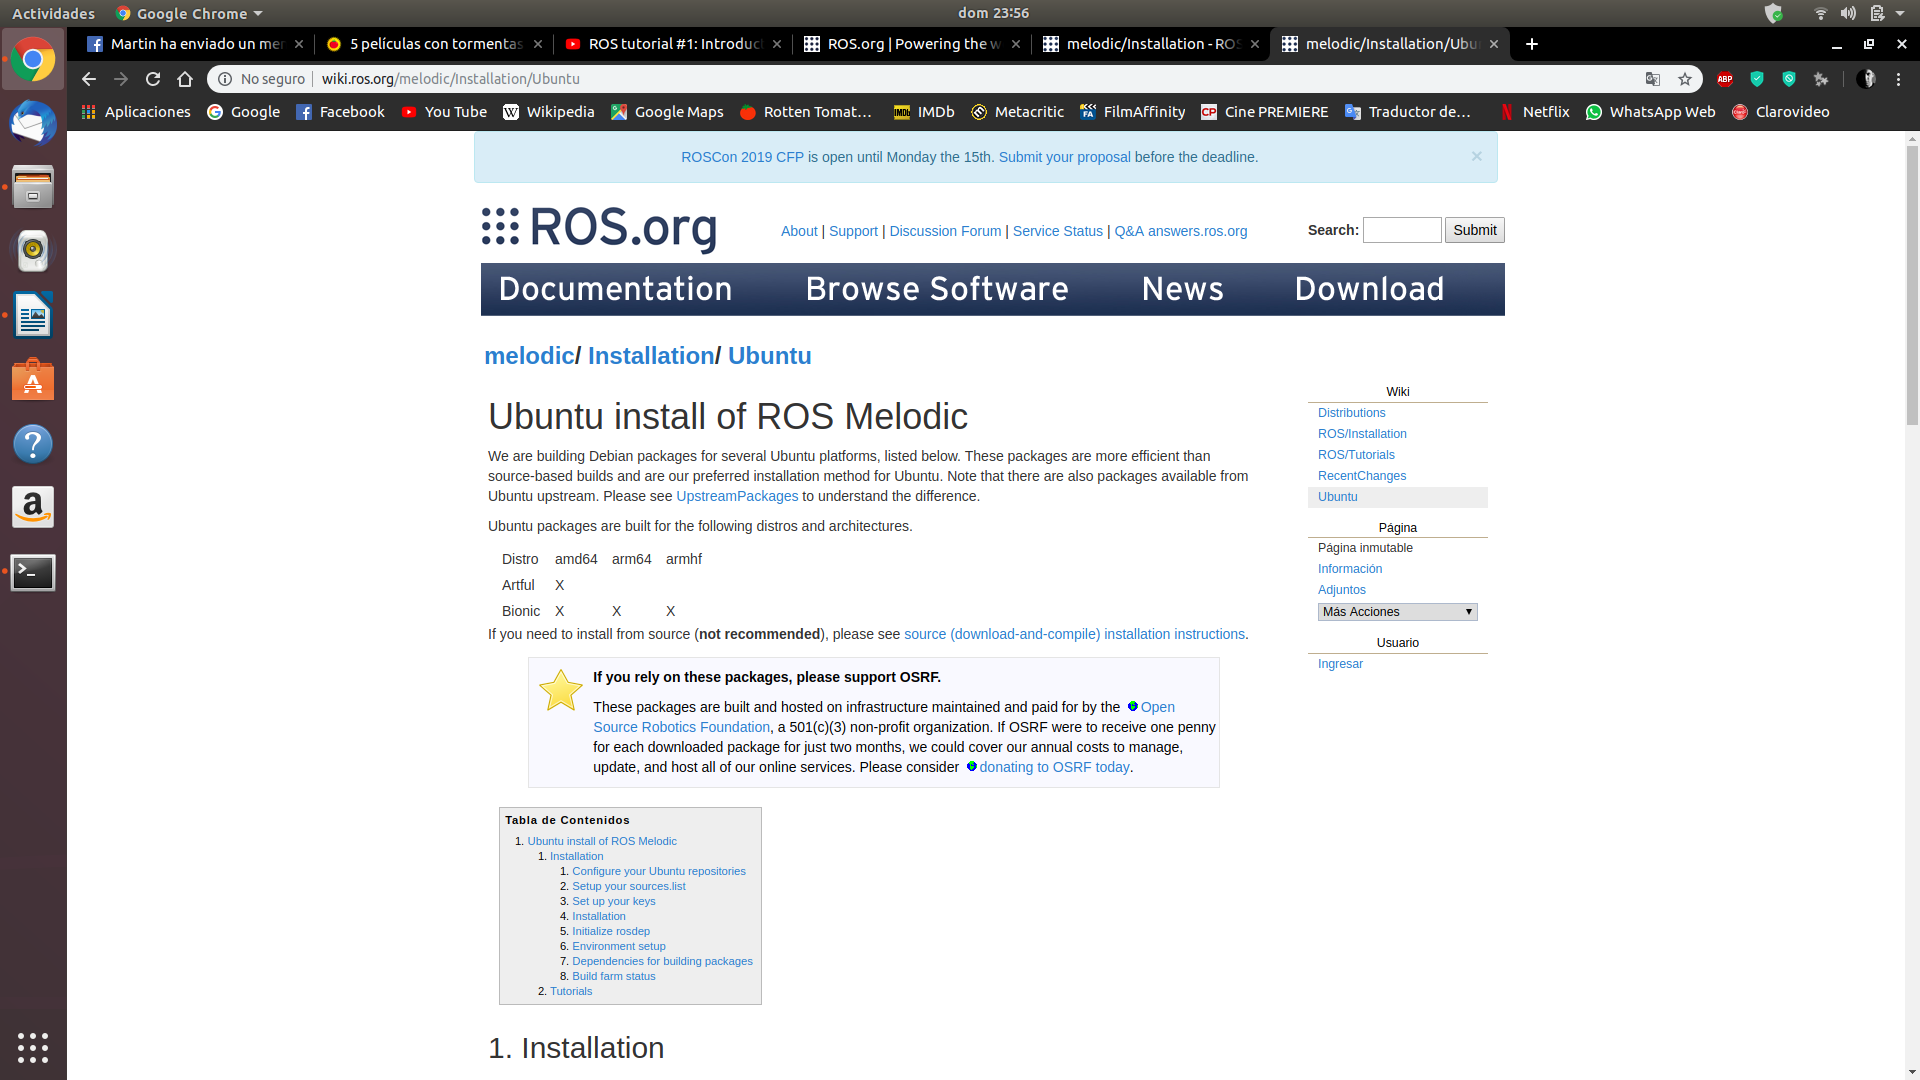 Actividades
Google Chrome
dom 23:56
Martin ha enviado un mer
5 películas con tormentas
ROS tutorial #1: Introduc
ROS.org | Powering the w
melodic/Installation - ROS
melodic/Installation/Ubu
No seguro
wiki.ros.org/melodic/Installation/Ubuntu
ABP
Aplicaciones
Google
Facebook
You Tube
Wikipedia
Google Maps
Rotten Tomat…
IMDb
Metacritic
FilmAffinity
Cine PREMIERE
Traductor de…
Netflix
WhatsApp Web
Clarovideo
ROSCon 2019 CFP is open until Monday the 15th. Submit your proposal before the deadline.
ROS.org
About | Support | Discussion Forum | Service Status | Q&A answers.ros.org
Search:
Submit
Documentation
Browse Software
News
Download
melodic/ Installation/ Ubuntu
Ubuntu install of ROS Melodic
We are building Debian packages for several Ubuntu platforms, listed below. These packages are more efficient than
source-based builds and are our preferred installation method for Ubuntu. Note that there are also packages available from
Ubuntu upstream. Please see UpstreamPackages to understand the difference.
Ubuntu packages are built for the following distros and architectures.
Distro amd64 arm64 armhf
Artful X
Bionic X X X
If you need to install from source (not recommended), please see source (download-and-compile) installation instructions.
If you rely on these packages, please support OSRF.
These packages are built and hosted on infrastructure maintained and paid for by the Open
Source Robotics Foundation, a 501(c)(3) non-profit organization. If OSRF were to receive one penny
for each downloaded package for just two months, we could cover our annual costs to manage,
update, and host all of our online services. Please consider donating to OSRF today.
Tabla de Contenidos
1. Ubuntu install of ROS Melodic
1. Installation
1. Configure your Ubuntu repositories
2. Setup your sources.list
3. Set up your keys
4. Installation
5. Initialize rosdep
6. Environment setup
7. Dependencies for building packages
8. Build farm status
2. Tutorials
1. Installation
Wiki
Distributions
ROS/Installation
ROS/Tutorials
RecentChanges
Ubuntu
Página
Página inmutable
Información
Adjuntos
Más Acciones
Usuario
Ingresar